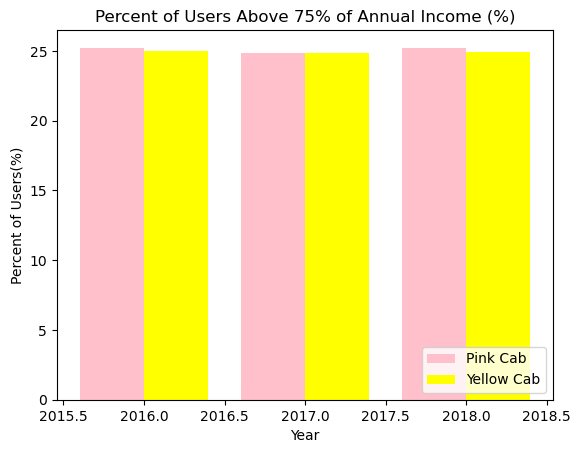 Percent of Users Above 75% of Annual Income (%)
Percent of Users(%)
25
20
15
10
5
0
Pink Cab
Yellow Cab
2015.5 2016.0 2016.5 2017.0 2017.5 2018.0 2018.5
Year